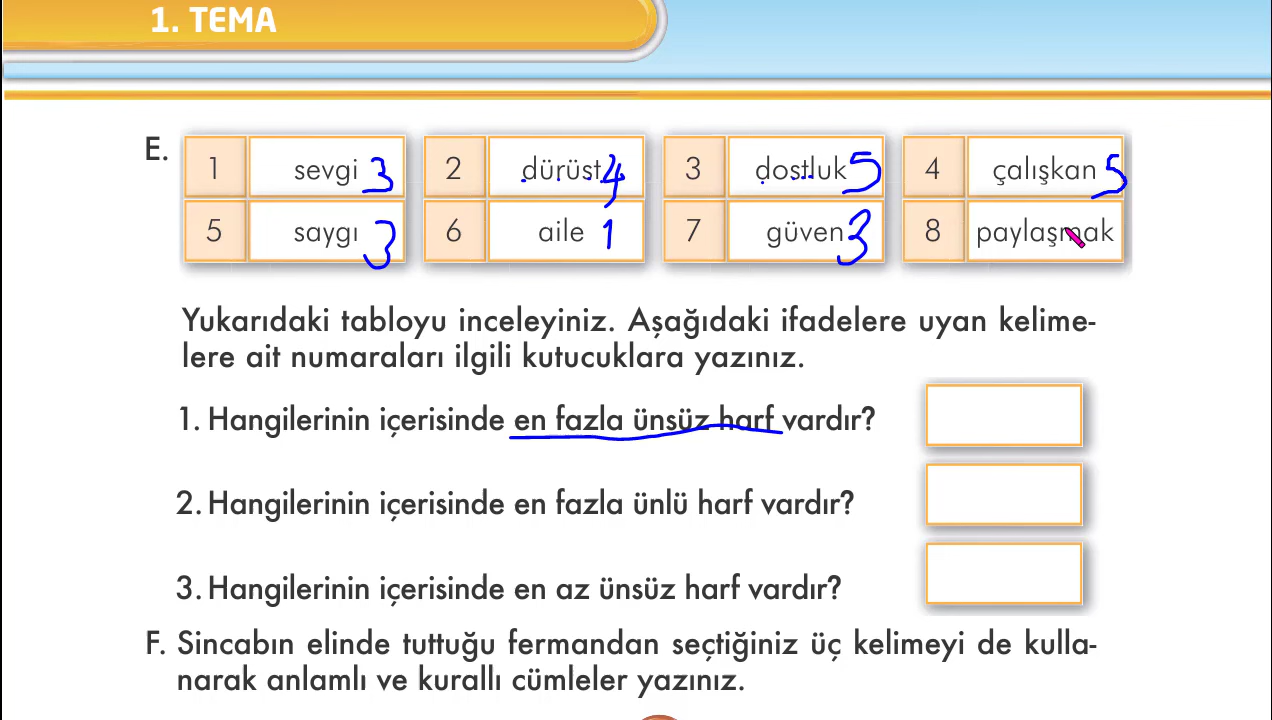 1. TEMA
E. 1 sevgi 3 2 dürüst 4 3 dostluk 5 4 çalışkan 5
5 saygı 3 6 aile 1 7 güven 3 8 paylaşmak
Yukarıdaki tabloyu inceleyiniz. Aşağıdaki ifadelere uyan kelime-
lere ait numaraları ilgili kutucuklara yazınız.
1. Hangilerinin içerisinde en fazla ünsüz harf vardır?
2. Hangilerinin içerisinde en fazla ünlü harf vardır?
3. Hangilerinin içerisinde en az ünsüz harf vardır?
F. Sincabın elinde tuttuğu fermandan seçtiğiniz üç kelimeyi de kulla-
narak anlamlı ve kurallı cümleler yazınız.